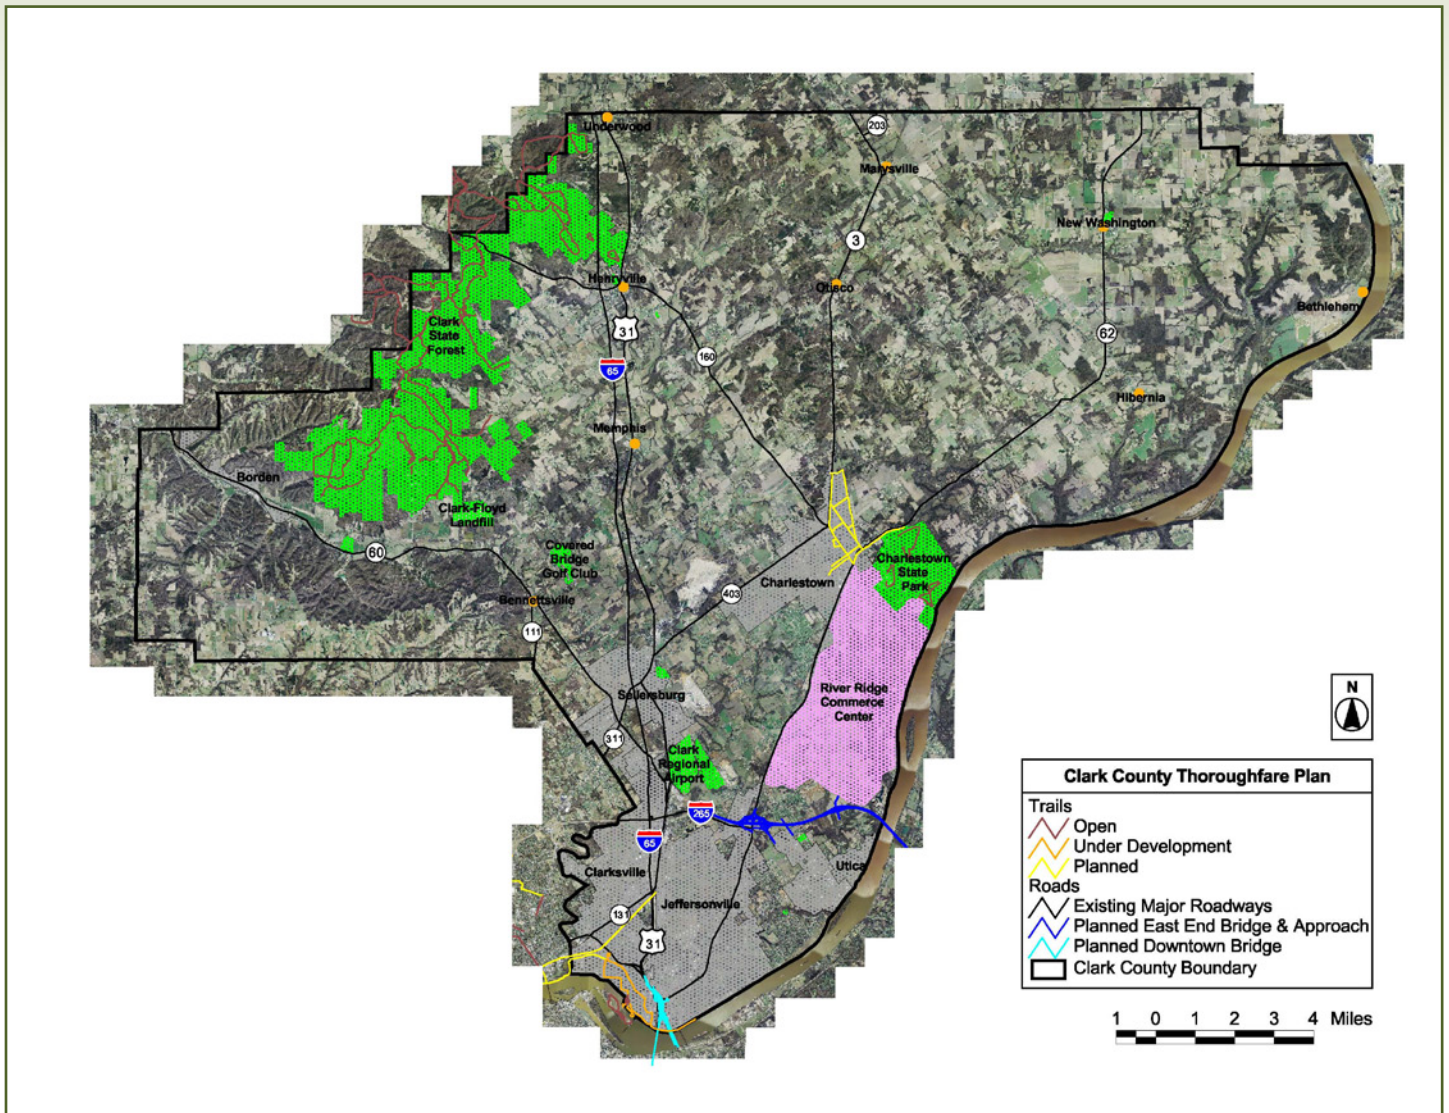 Underwood
203
Marysville
New Washington
3
Henryville
Otisco
Bethlehem
Clark
State
Forest
31
62
160
65
Hibernia
Memphis
Borden
Clark-Floyd
Landfill
60
Covered
Bridge
Golf Club
Charlestown
State
Park
Charlestown
403
Bennettsville
111
Sellersburg
River Ridge
Commerce
Center
311
Clark
Regional
Airport
265
65
Clarksville
Utica
Jeffersonville
131
31
N
Clark County Thoroughfare Plan
Trails
Open
Under Development
Planned
Roads
Existing Major Roadways
Planned East End Bridge & Approach
Planned Downtown Bridge
Clark County Boundary
1 0 1 2 3 4 Miles